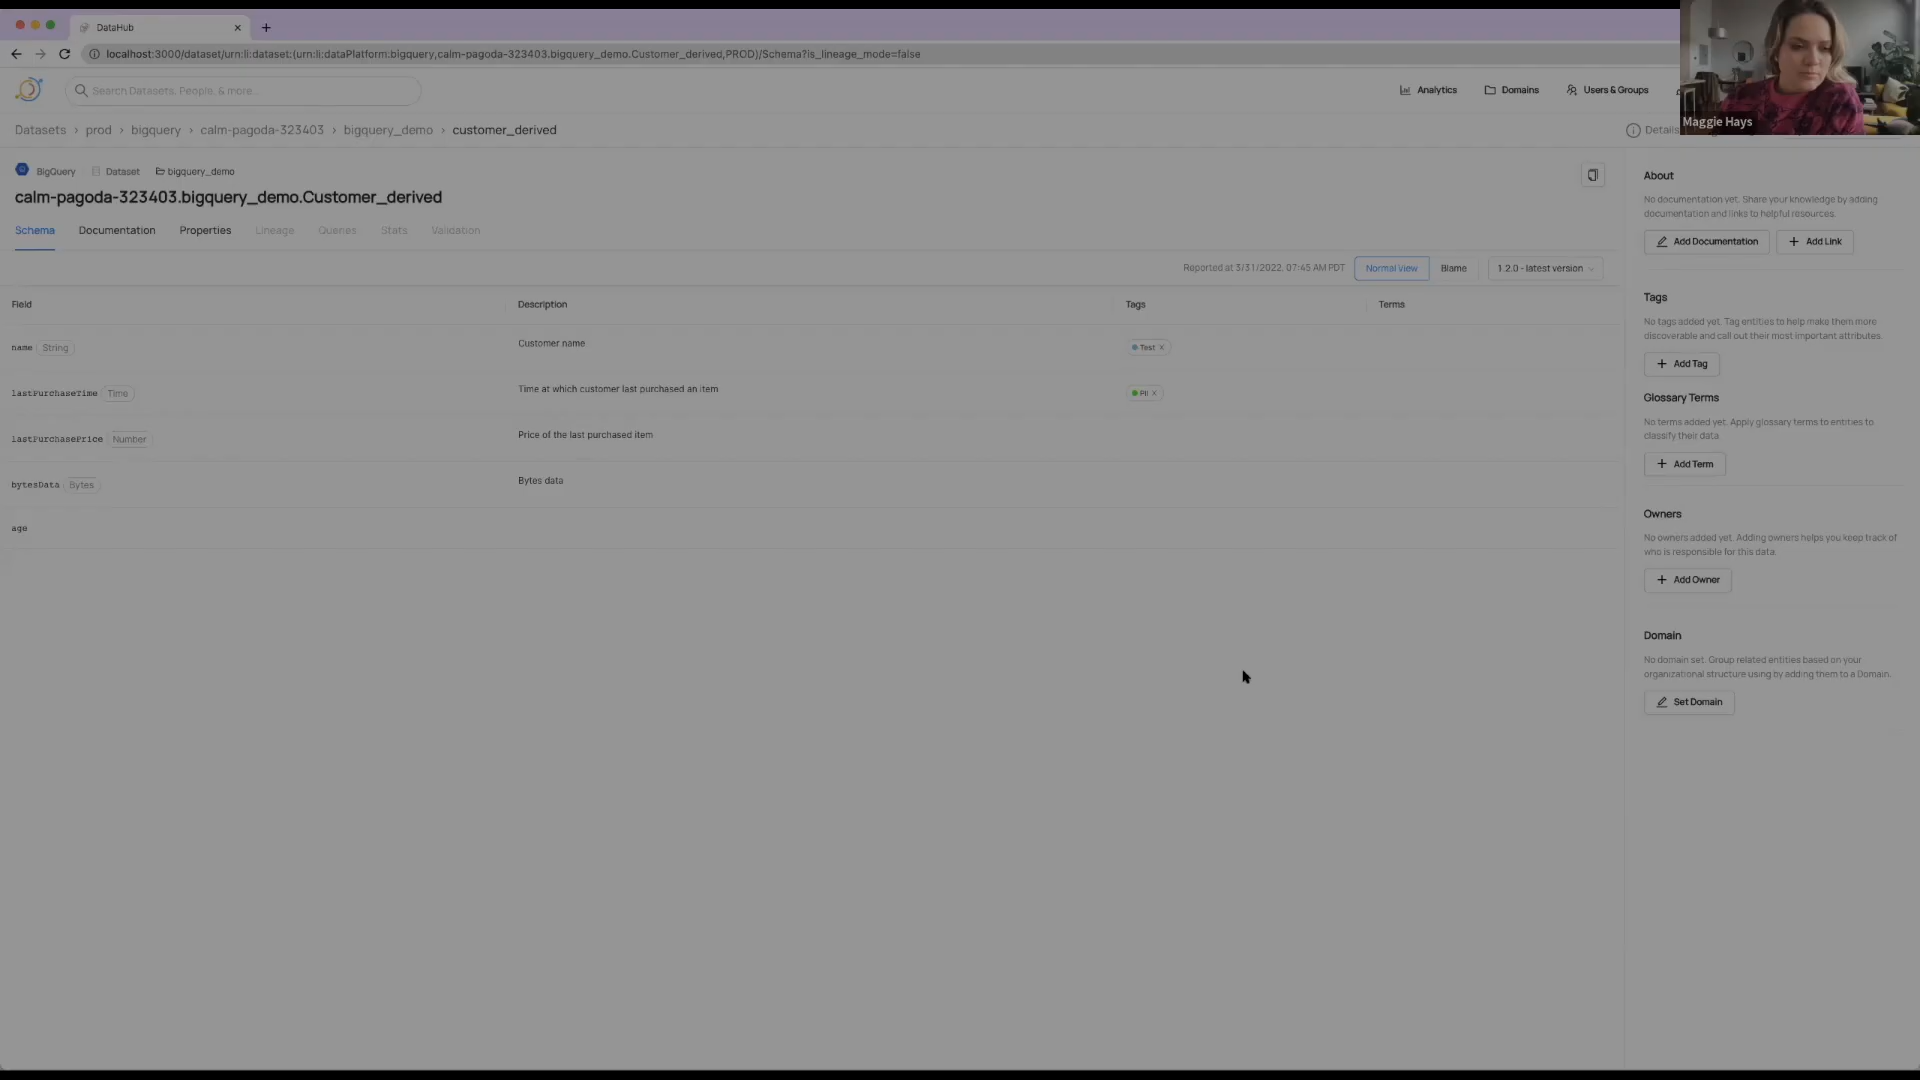 DataHub
localhost:3000/dataset/urn:li:dataset:(urn:li:dataPlatform:bigquery,calm-pagoda-323403.bigquery_demo.Customer_derived,PROD)/Schema?is_lineage_mode=false
Search Datasets, People, & more...
Analytics
Domains
Users & Groups
Maggie Hays
Datasets > prod > bigquery > calm-pagoda-323403 > bigquery_demo > customer_derived
Details
BigQuery
Dataset
bigquery_demo
calm-pagoda-323403.bigquery_demo.Customer_derived
Schema
Documentation
Properties
Lineage
Queries
Stats
Validation
Reported at 3/31/2022, 07:45 AM PDT
Normal view
Blame
1.2.0 - latest version
Field
Description
Tags
Terms
name String
Customer name
Test X
lastPurchaseTime Time
Time at which customer last purchased an item
PII X
lastPurchasePrice Number
Price of the last purchased item
bytesData Bytes
Bytes data
age
About
No documentation yet. Share your knowledge by adding
documentation and links to helpful resources.
Add Documentation
+ Add Link
Tags
No tags added yet. Tag entities to help make them more
discoverable and call out their most important attributes.
+ Add Tag
Glossary Terms
No terms added yet. Apply glossary terms to entities to
classify their data
+ Add Term
Owners
No owners added yet. Adding owners helps you keep track of
who is responsible for this data.
+ Add Owner
Domain
No domain set. Group related entities based on your
organizational structure using by adding them to a Domain.
Set Domain